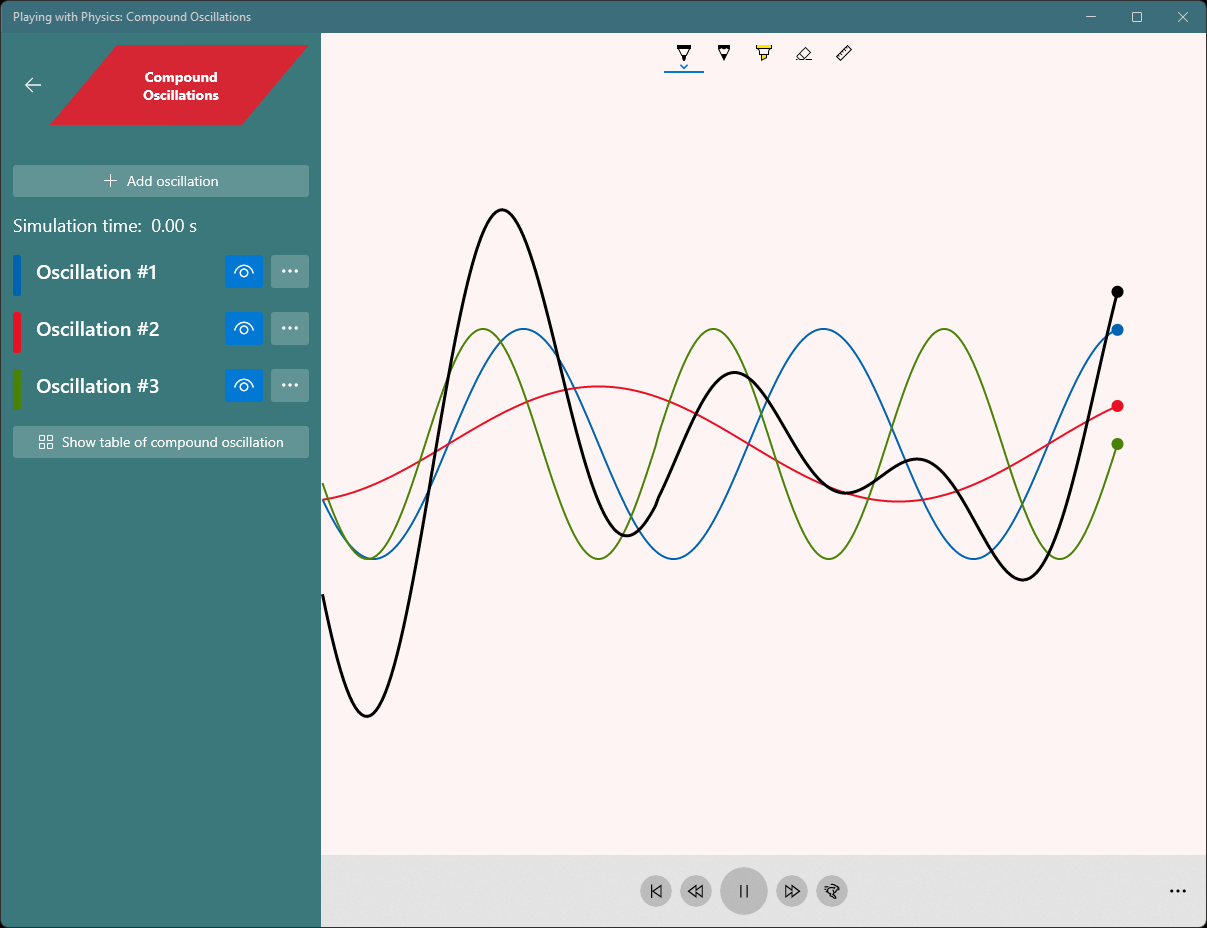 Playing with Physics: Compound Oscillations
Compound
Oscillations
Add oscillation
Simulation time: 0.00 s
Oscillation #1
Oscillation #2
Oscillation #3
Show table of compound oscillation